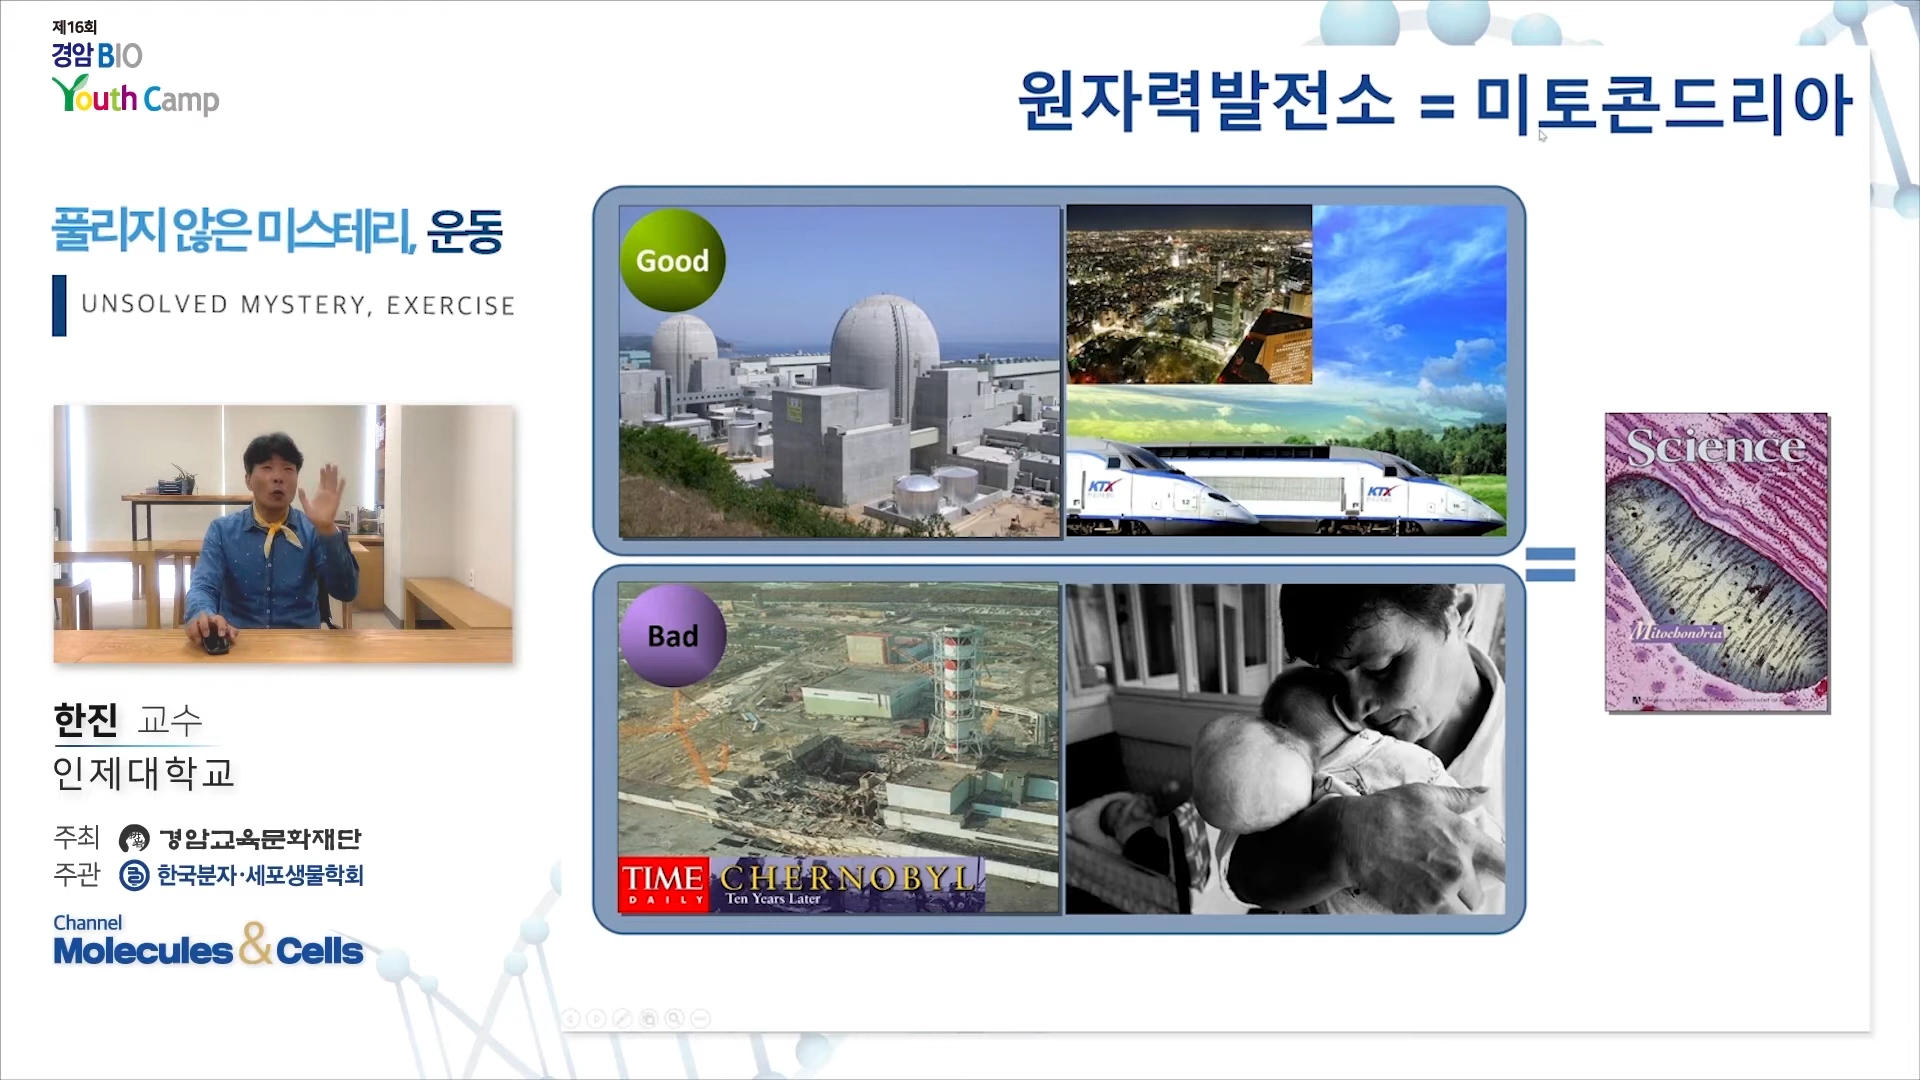 제16회
경암 BIO
Youth Camp
원자력발전소 = 미토콘드리아
풀리지 않은 미스테리, 운동
UNSOLVED MYSTERY, EXERCISE
Good
KTX
KTX
Science
Mitochondria
Bad
TIME
DAILY
CHERNOBYL
Ten Years Later
한진 교수
인제대학교
주최 경암교육문화재단
주관 한국분자·세포생물학회
Channel
Molecules & Cells